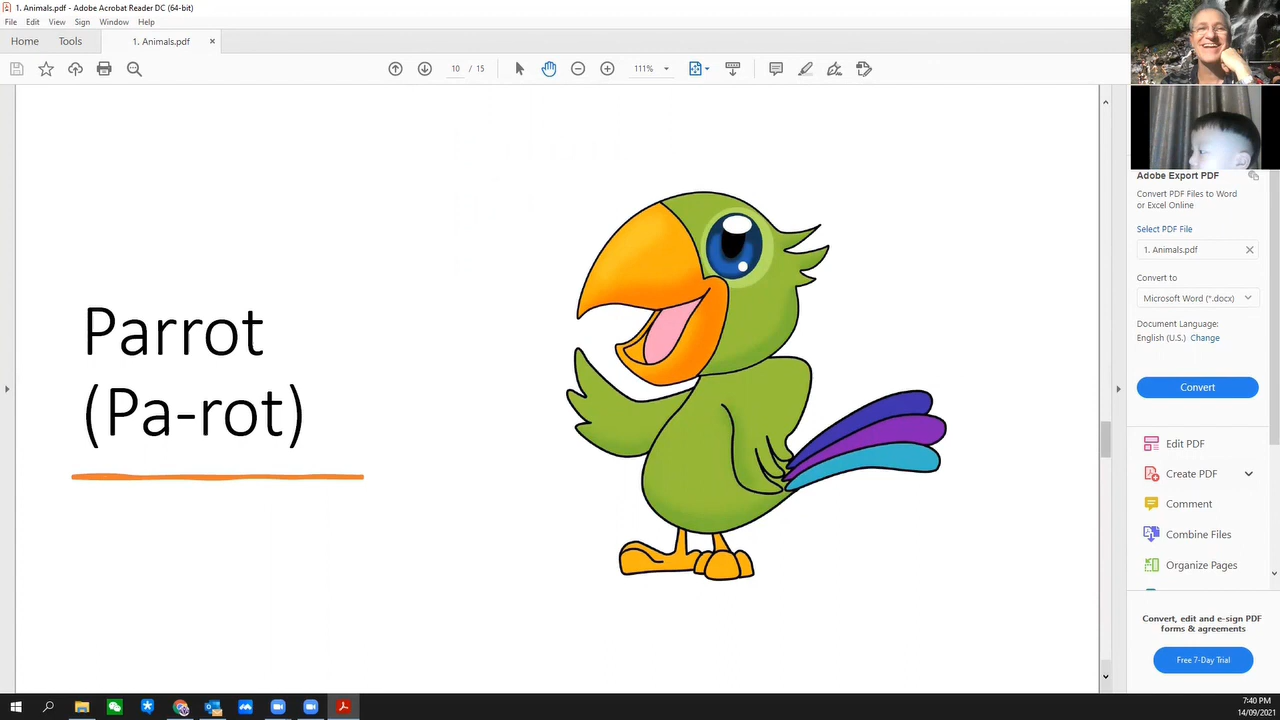 1. Animals.pdf - Adobe Acrobat Reader DC (64-bit)
File Edit View Sign Window Help
Home Tools 1. Animals.pdf ×
10 / 15 111%
Parrot
(Pa-rot)
Adobe Export PDF
Convert PDF Files to Word
or Excel Online
Select PDF File
1. Animals.pdf
Convert to
Microsoft Word (*.docx)
Document Language:
English (U.S.) Change
Convert
Edit PDF
Create PDF
Comment
Combine Files
Organize Pages
Convert, edit and e-sign PDF
forms & agreements
Free 7-Day Trial
7:40 PM
14/09/2021